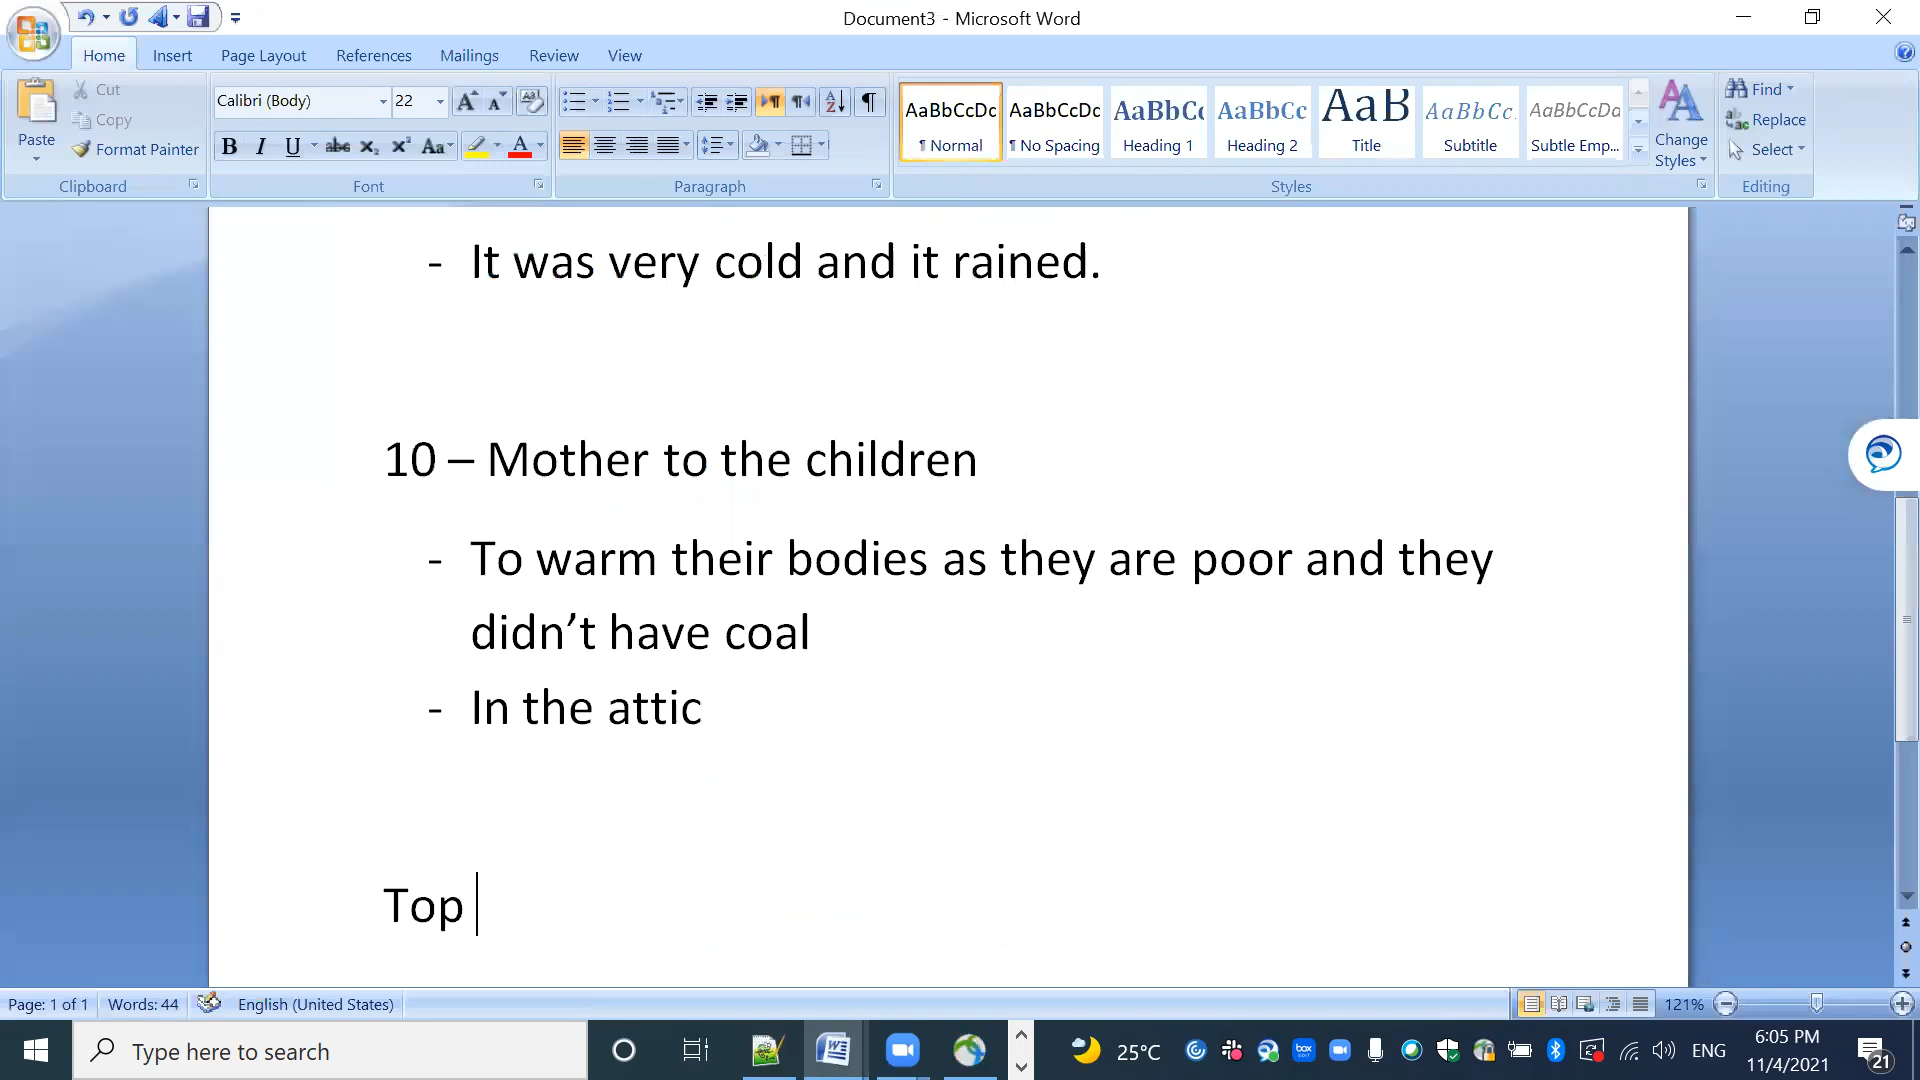 Document3 - Microsoft Word
Home Insert Page Layout References Mailings Review View
Paste
Cut
Copy
Format Painter
Clipboard
Calibri (Body) 22
B I U abc x₂ x² Aa A
Font
Paragraph
AaBbCcDc AaBbCcDc AaBbCc AaBbCc AaB AaBbCc. AaBbCcDa
¶ Normal ¶ No Spacing Heading 1 Heading 2 Title Subtitle Subtle Emp...
Change Styles
Styles
Find
Replace
Select
Editing
- It was very cold and it rained.
10 – Mother to the children
- To warm their bodies as they are poor and they
didn’t have coal
- In the attic
Top
Page: 1 of 1 Words: 44 English (United States) 121%
Type here to search
25°C
box
ENG
6:05 PM
11/4/2021
21